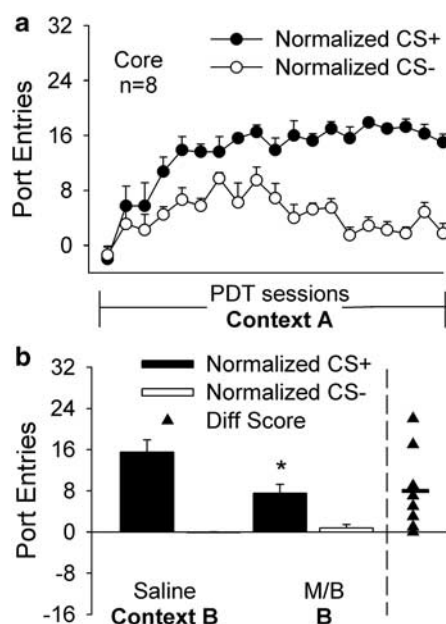 a
32
24
16
8
0
Port Entries
Core
n=8
Normalized CS+
Normalized CS-
PDT sessions
Context A
b
32
24
16
8
0
-8
-16
Port Entries
Normalized CS+
Normalized CS-
Diff Score
*
Saline M/B
Context B B